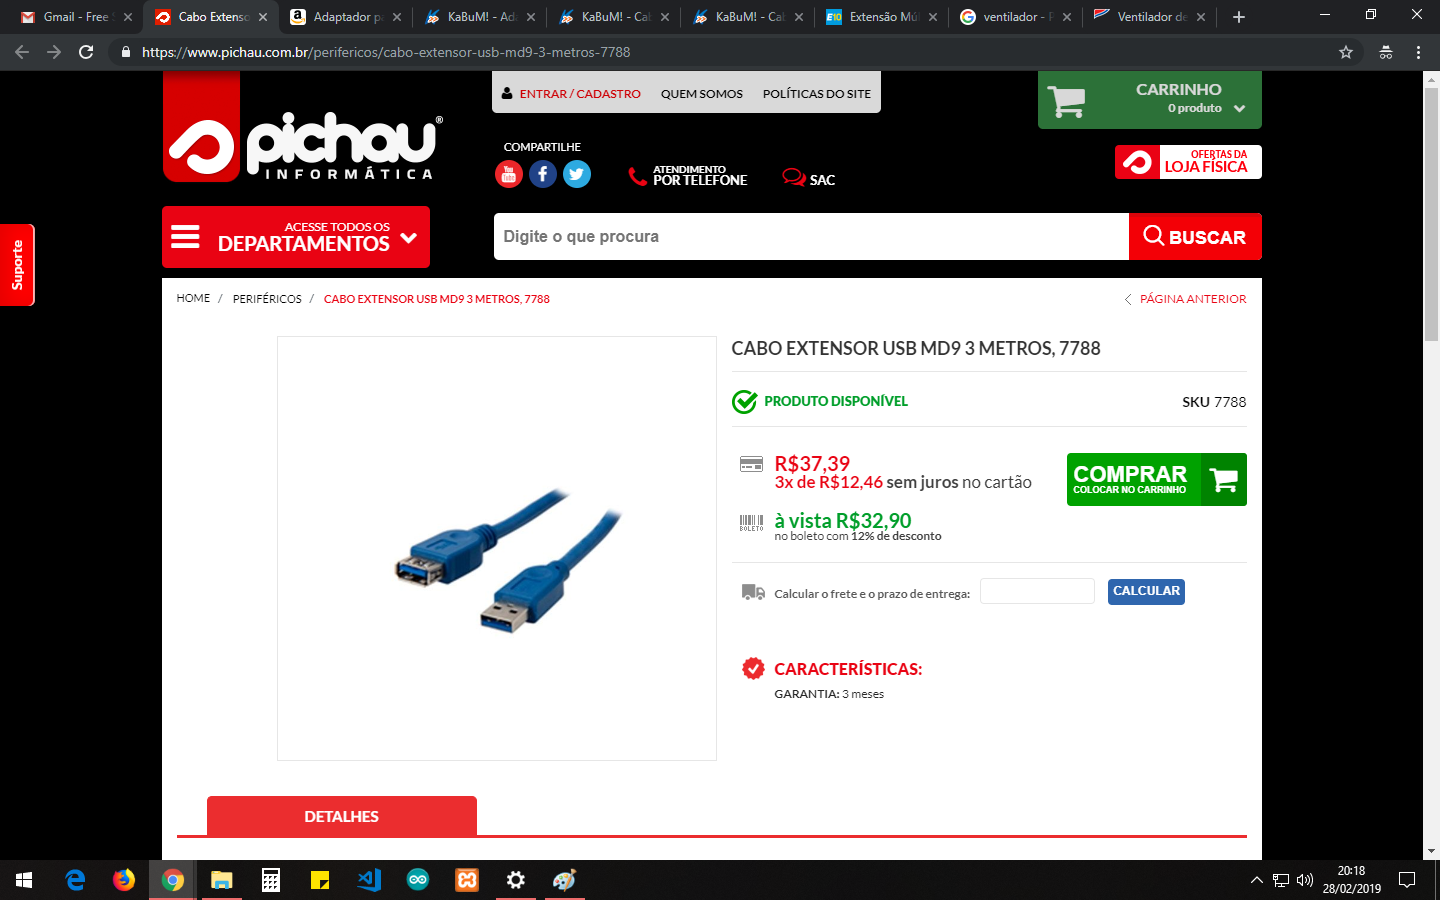 Gmail - Free
Cabo Extenso
Adaptador pa
KaBuM! - Ad
KaBuM! - Cab
KaBuM! - Cab
Extensão Mú
ventilador - P
Ventilador de
https://www.pichau.com.br/perifericos/cabo-extensor-usb-md9-3-metros-7788
pichau®
INFORMÁTICA
ENTRAR / CADASTRO
QUEM SOMOS
POLÍTICAS DO SITE
CARRINHO
0 produto
COMPARTILHE
You
Tube
ATENDIMENTO
POR TELEFONE
SAC
OFERTAS DA
LOJA FÍSICA
ACESSE TODOS OS
DEPARTAMENTOS
Digite o que procura
BUSCAR
Suporte
HOME / PERIFÉRICOS / CABO EXTENSOR USB MD9 3 METROS, 7788
PÁGINA ANTERIOR
CABO EXTENSOR USB MD9 3 METROS, 7788
PRODUTO DISPONÍVEL
SKU 7788
R$37,39
3x de R$12,46 sem juros no cartão
COMPRAR
COLOCAR NO CARRINHO
BOLETO
à vista R$32,90
no boleto com 12% de desconto
Calcular o frete e o prazo de entrega:
CALCULAR
CARACTERÍSTICAS:
GARANTIA: 3 meses
DETALHES
20:18
28/02/2019